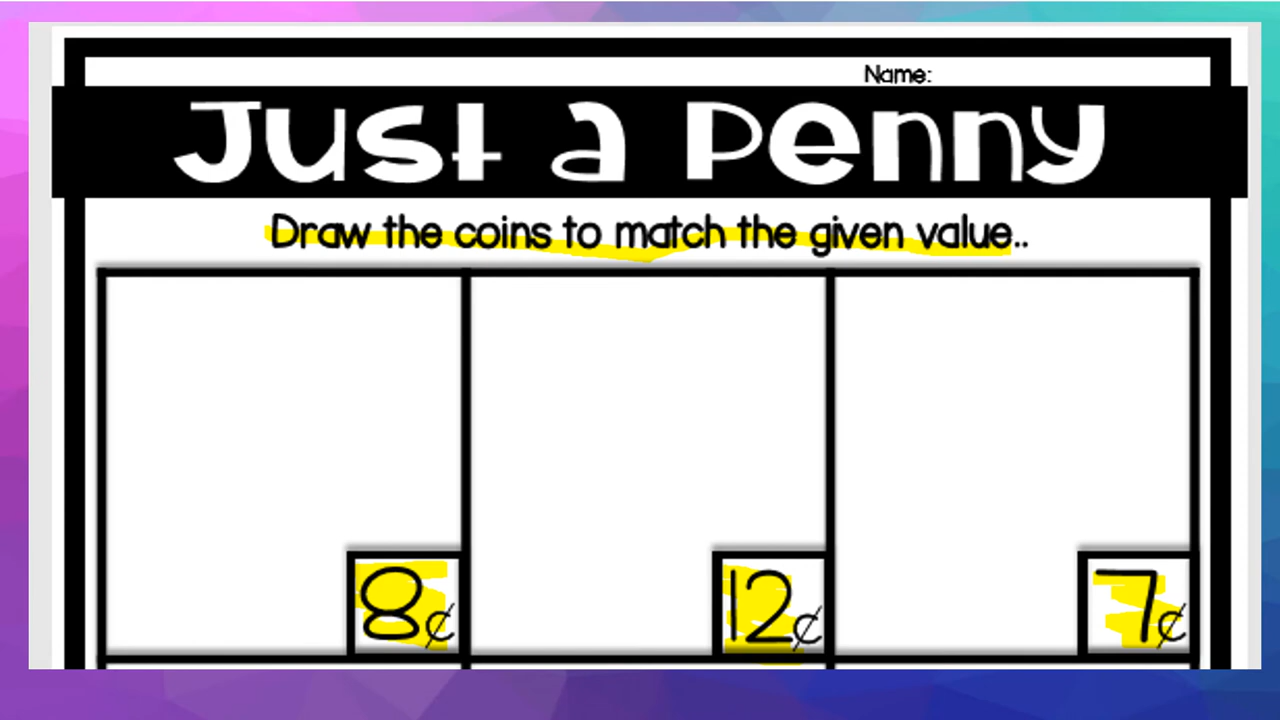 Name:
Just a Penny
Draw the coins to match the given value..
8¢
12¢
7¢